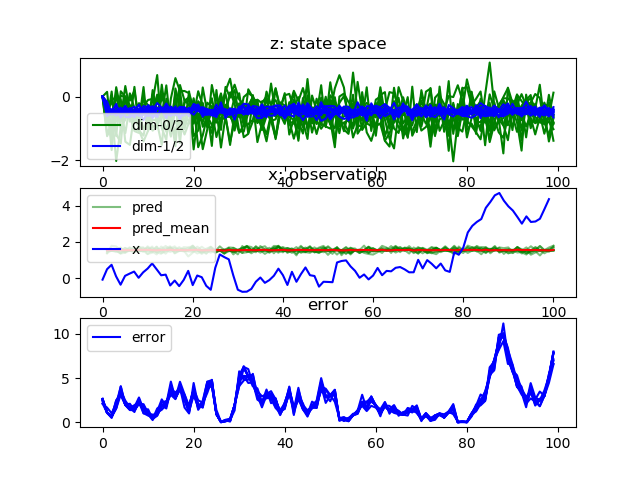 z: state space
0
−2
dim-0/2
dim-1/2
0 20 40 60 80 100
x: observation
4
2
0
pred
pred_mean
x
0 20 40 60 80 100
error
10
5
0
error
0 20 40 60 80 100